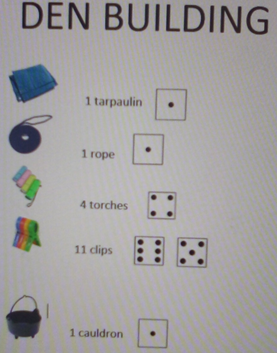 DEN BUILDING
1 tarpaulin
1 rope
4 torches
11 clips
1 cauldron